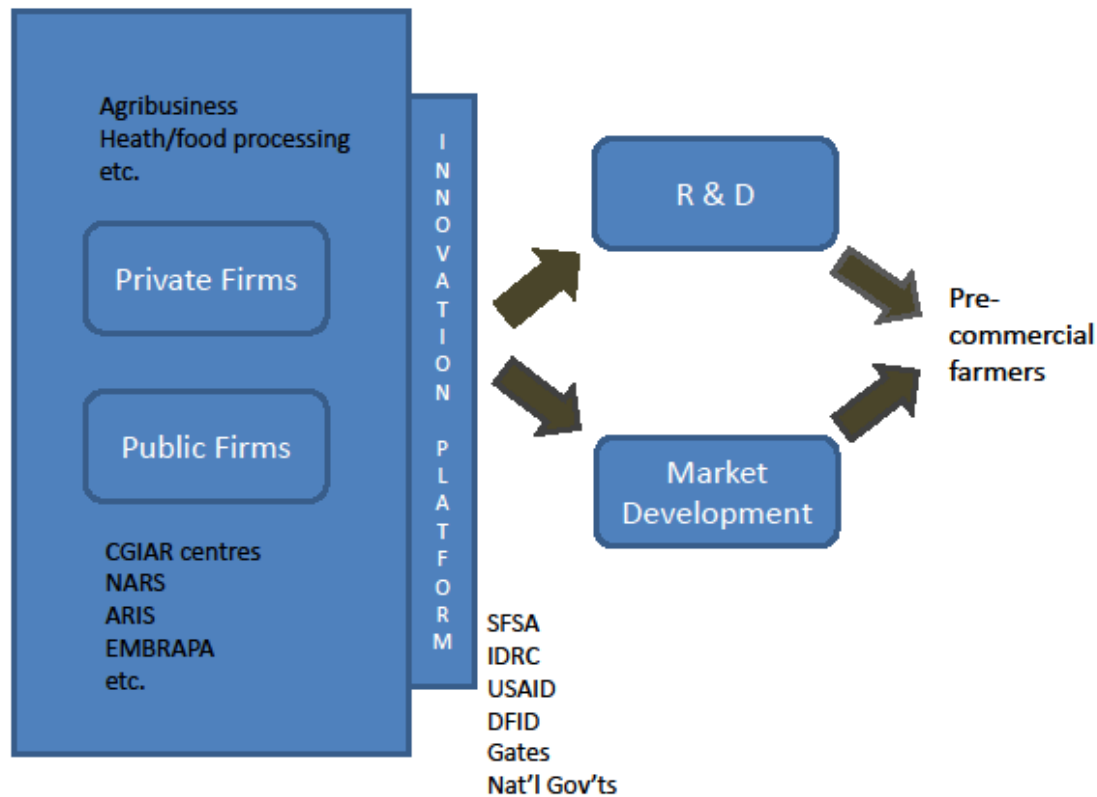 Agribusiness
Heath/food processing
etc.
Private Firms
Public Firms
CGIAR centres
NARS
ARIS
EMBRAPA
etc.
INNOVATION PLATFORM
R & D
Market
Development
Pre-
commercial
farmers
SFSA
IDRC
USAID
DFID
Gates
Nat'l Gov'ts